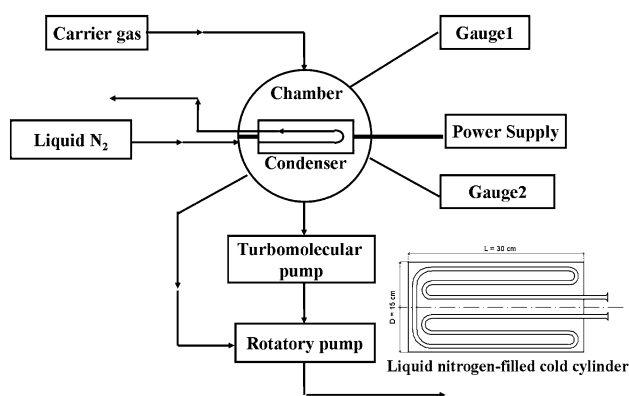 Carrier gas
Gauge1
Chamber
Liquid N₂
Condenser
Power Supply
Gauge2
Turbomolecular
pump
L = 30 cm
D = 15 cm
Rotatory pump
Liquid nitrogen-filled cold cylinder